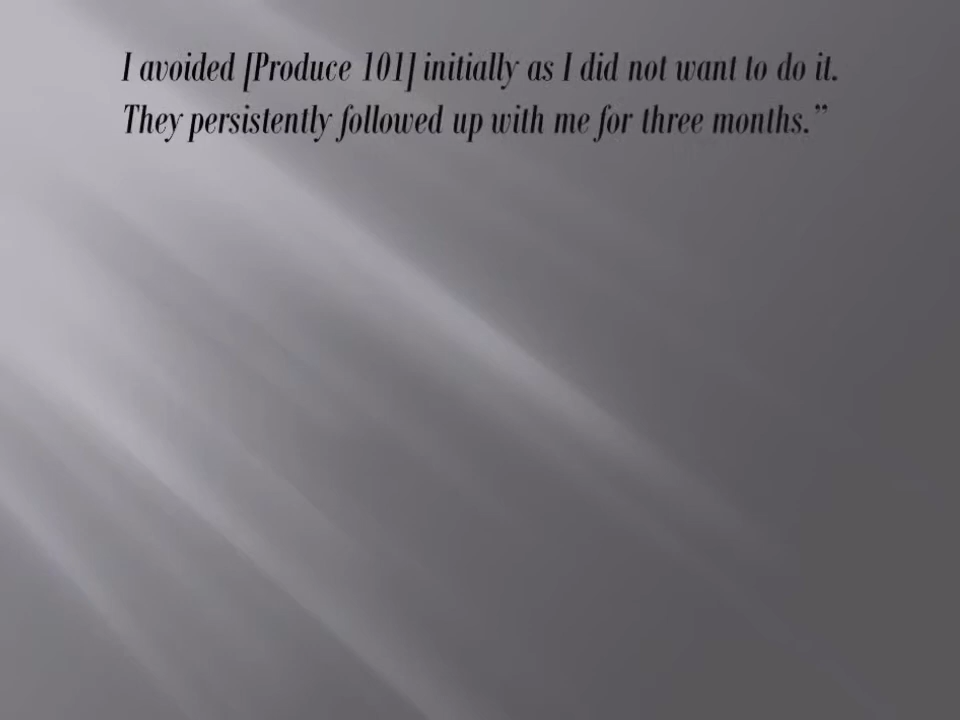 I avoided [Produce 101] initially as I did not want to do it.
They persistently followed up with me for three months.”